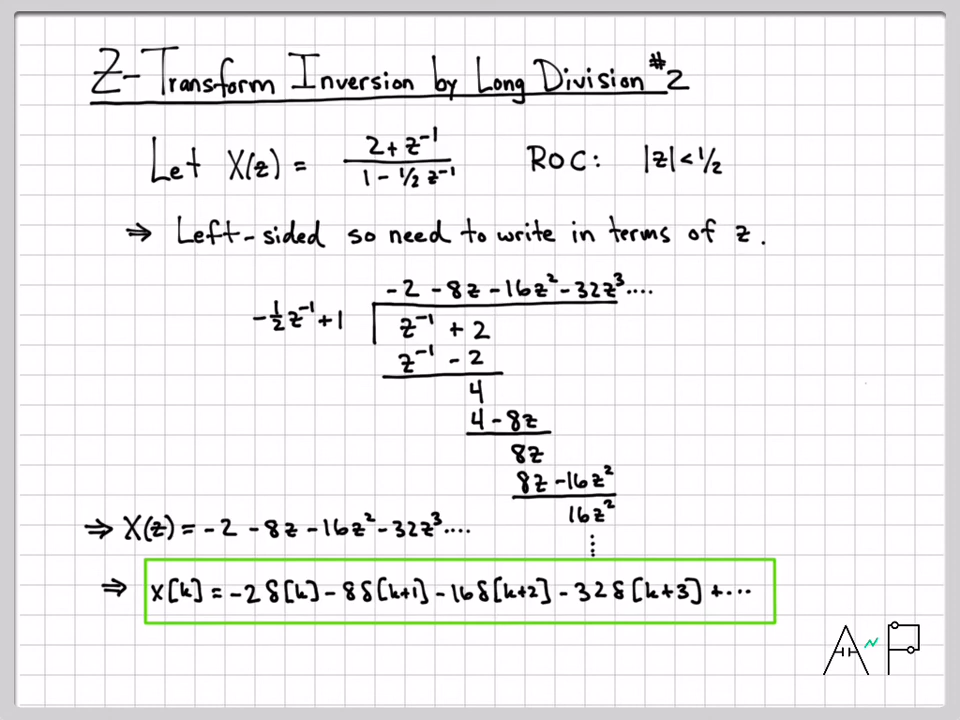 Z-Transform Inversion by Long Division #2
Let X(z) = (2 + z⁻¹)/(1 - 1/2 z⁻¹) ROC: |z| < 1/2
⇒ Left-sided so need to write in terms of z.
-2 -8z -16z² -32z³....
-1/2 z⁻¹ + 1 z⁻¹ + 2
z⁻¹ - 2
4
4 - 8z
8z
8z - 16z²
16z²
⋮
⇒ X(z) = -2 - 8z - 16z² - 32z³....
⇒ x[k] = -2δ[k] - 8δ[k+1] - 16δ[k+2] - 32δ[k+3] + ...
A P